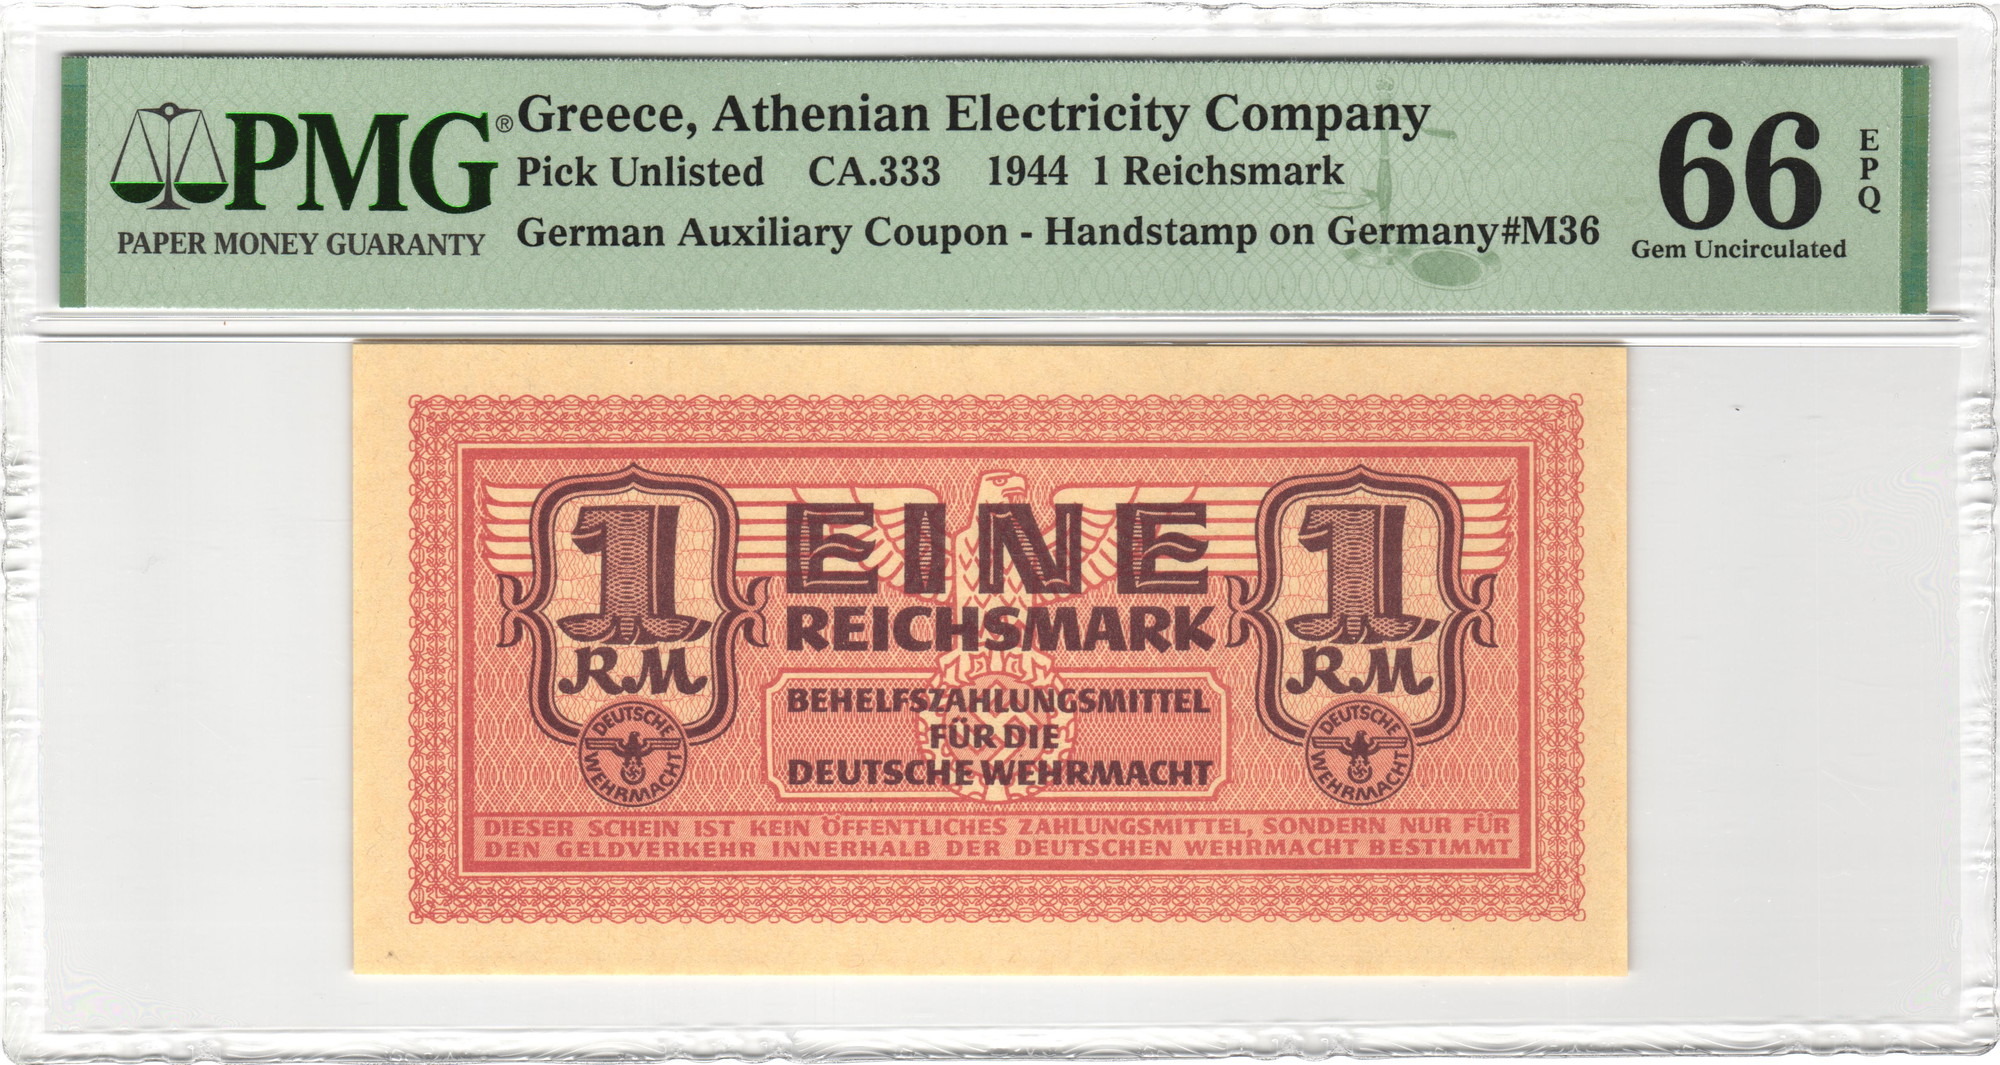 PMG®
PAPER MONEY GUARANTY
Greece, Athenian Electricity Company
Pick Unlisted CA.333 1944 1 Reichsmark
German Auxiliary Coupon - Handstamp on Germany#M36
66
EPQ
Gem Uncirculated
1
RM
DEUTSCHE
WEHRMACHT
EINE
REICHSMARK
BEHELFSZAHLUNGSMITTEL
FÜR DIE
DEUTSCHE WEHRMACHT
1
RM
DEUTSCHE
WEHRMACHT
DIESER SCHEIN IST KEIN ÖFFENTLICHES ZAHLUNGSMITTEL, SONDERN NUR FÜR
DEN GELDVERKEHR INNERHALB DER DEUTSCHEN WEHRMACHT BESTIMMT